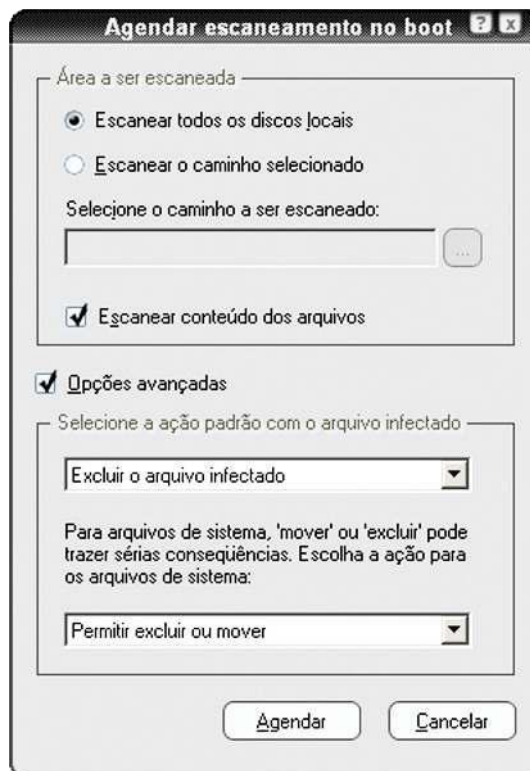 Agendar escaneamento no boot
Área a ser escaneada
Escanear todos os discos locais
Escanear o caminho selecionado
Selecione o caminho a ser escaneado:
...
Escanear conteúdo dos arquivos
Opções avançadas
Selecione a ação padrão com o arquivo infectado
Excluir o arquivo infectado
Para arquivos de sistema, 'mover' ou 'excluir' pode
trazer sérias conseqüências. Escolha a ação para
os arquivos de sistema:
Permitir excluir ou mover
Agendar Cancelar